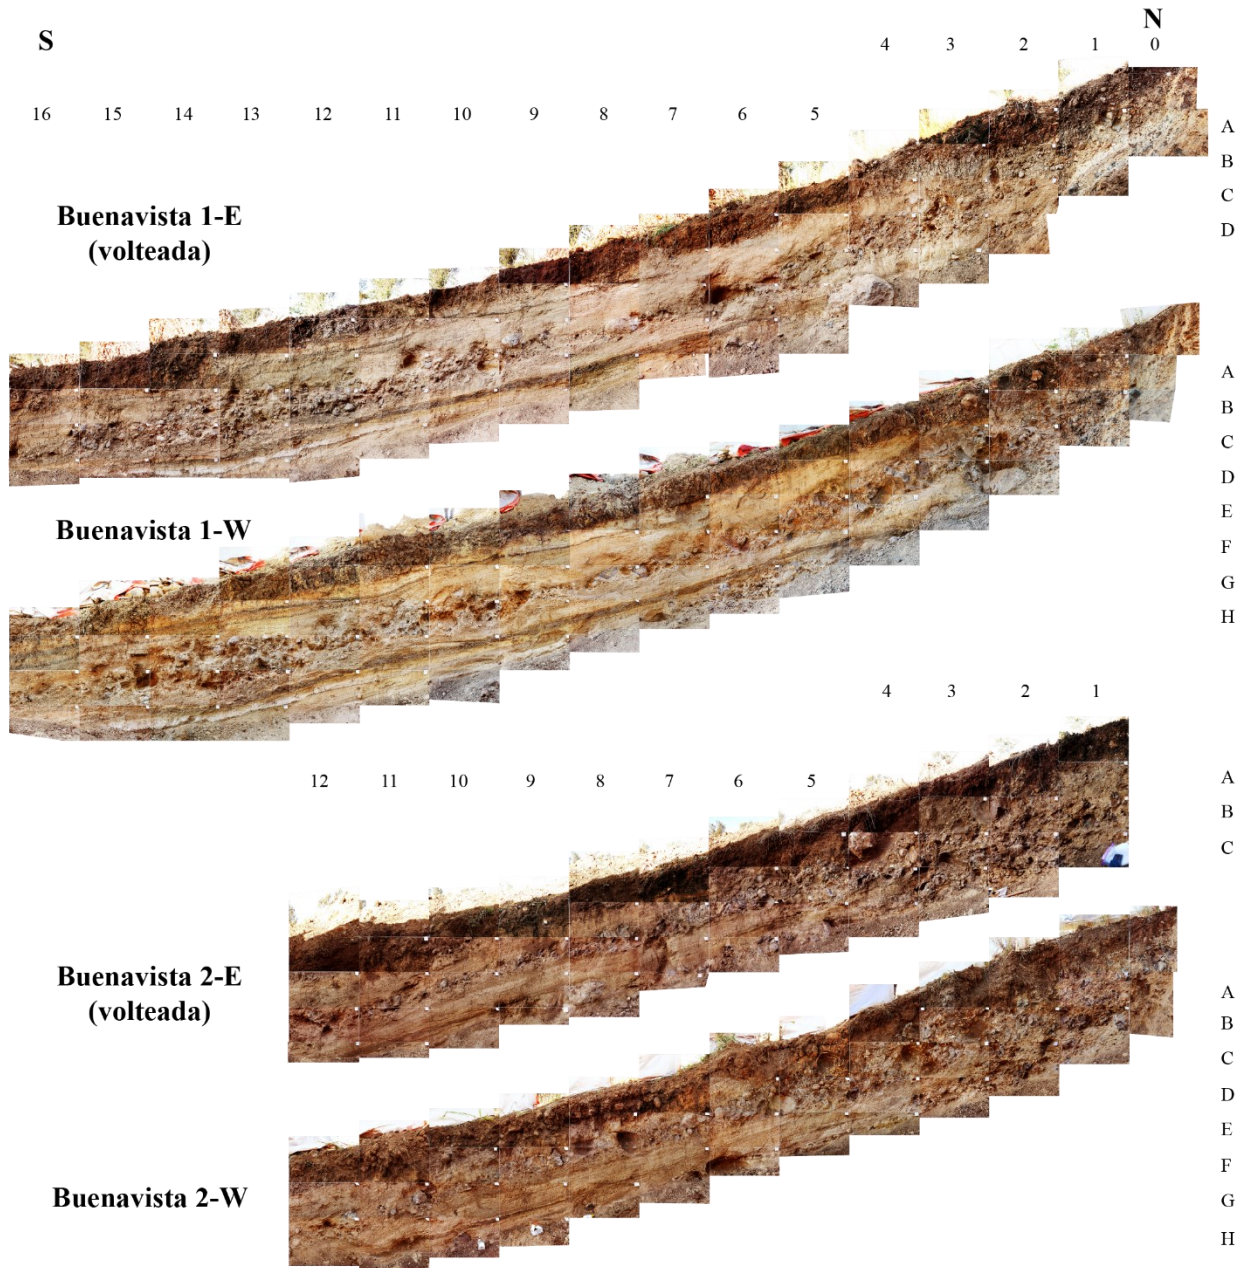 S
N
4 3 2 1 0
16 15 14 13 12 11 10 9 8 7 6 5
A
B
C
D
Buenavista 1-E
(volteada)
A
B
C
D
E
F
G
H
Buenavista 1-W
4 3 2 1
12 11 10 9 8 7 6 5
A
B
C
Buenavista 2-E
(volteada)
A
B
C
D
E
F
G
H
Buenavista 2-W